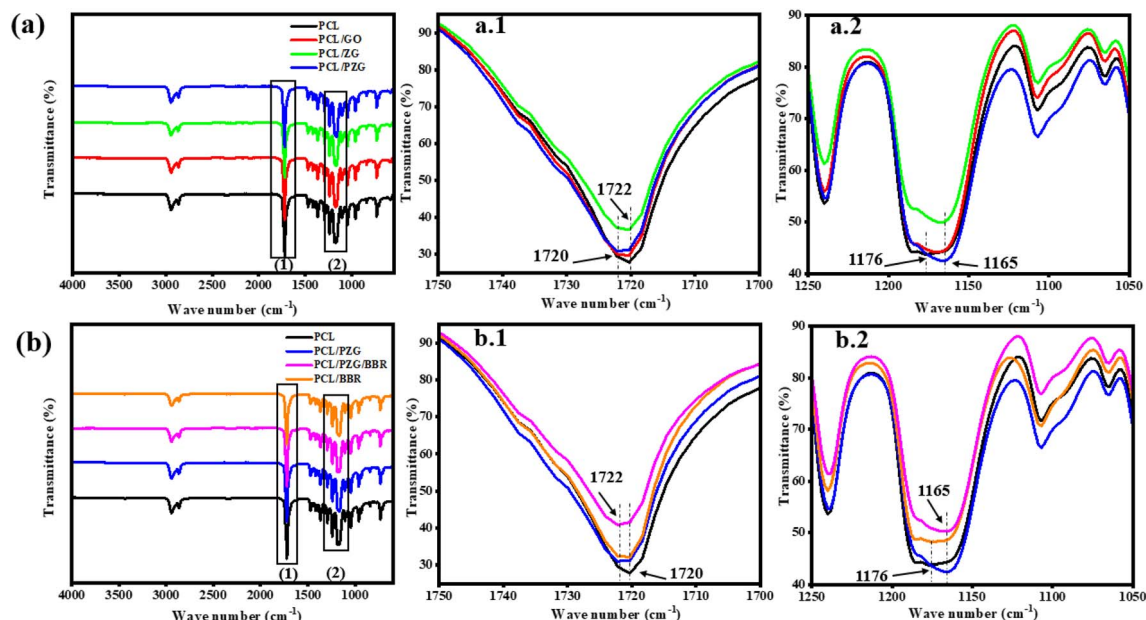 (a)
PCL
PCL/GO
PCL/ZG
PCL/PZG
Transmittance (%)
(1)
(2)
4000 3500 3000 2500 2000 1500 1000
Wave number (cm-1)
a.1
90
80
70
60
50
40
30
Transmittance (%)
1722
1720
1750 1740 1730 1720 1710 1700
Wave number (cm-1)
a.2
90
80
70
60
50
40
Transmittance (%)
1176
1165
1250 1200 1150 1100 1050
Wave number (cm-1)
(b)
PCL
PCL/PZG
PCL/PZG/BBR
PCL/BBR
Transmittance (%)
(1)
(2)
4000 3500 3000 2500 2000 1500 1000
Wave number (cm-1)
b.1
90
80
70
60
50
40
30
Transmittance (%)
1722
1720
1750 1740 1730 1720 1710 1700
Wave number (cm-1)
b.2
90
80
70
60
50
40
Transmittance (%)
1165
1176
1250 1200 1150 1100 1050
Wave number (cm-1)